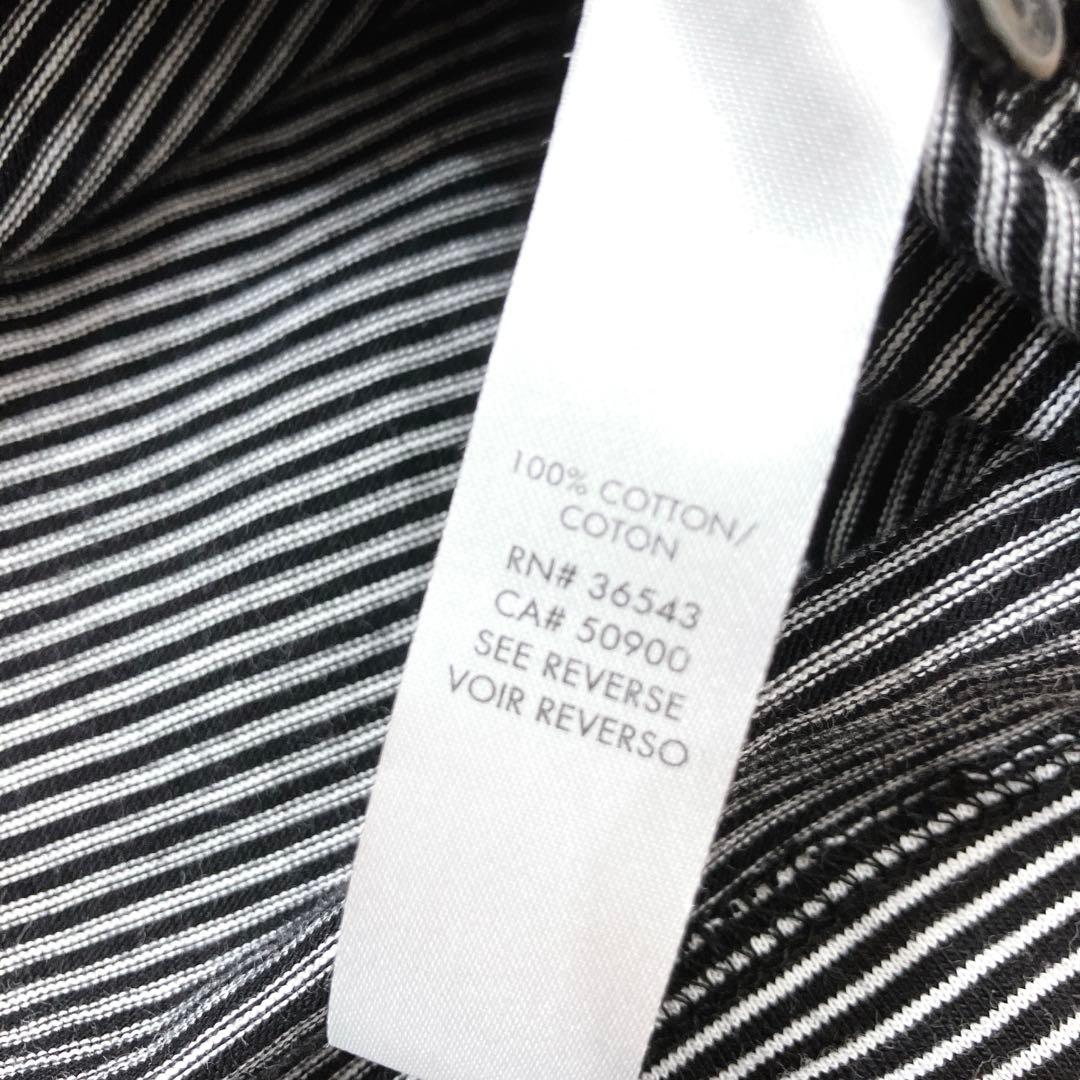 100% COTTON/
COTON
RN# 36543
CA# 50900
SEE REVERSE
VOIR REVERSO